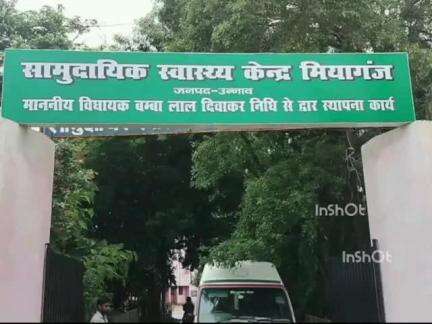 सामुदायिक स्वास्थ्य केन्द्र मियागंज
जनपद-उन्नाव
माननीय विधायक बम्बा लाल दिवाकर निधि से द्वार स्थापना कार्य
InShOt
InShOt